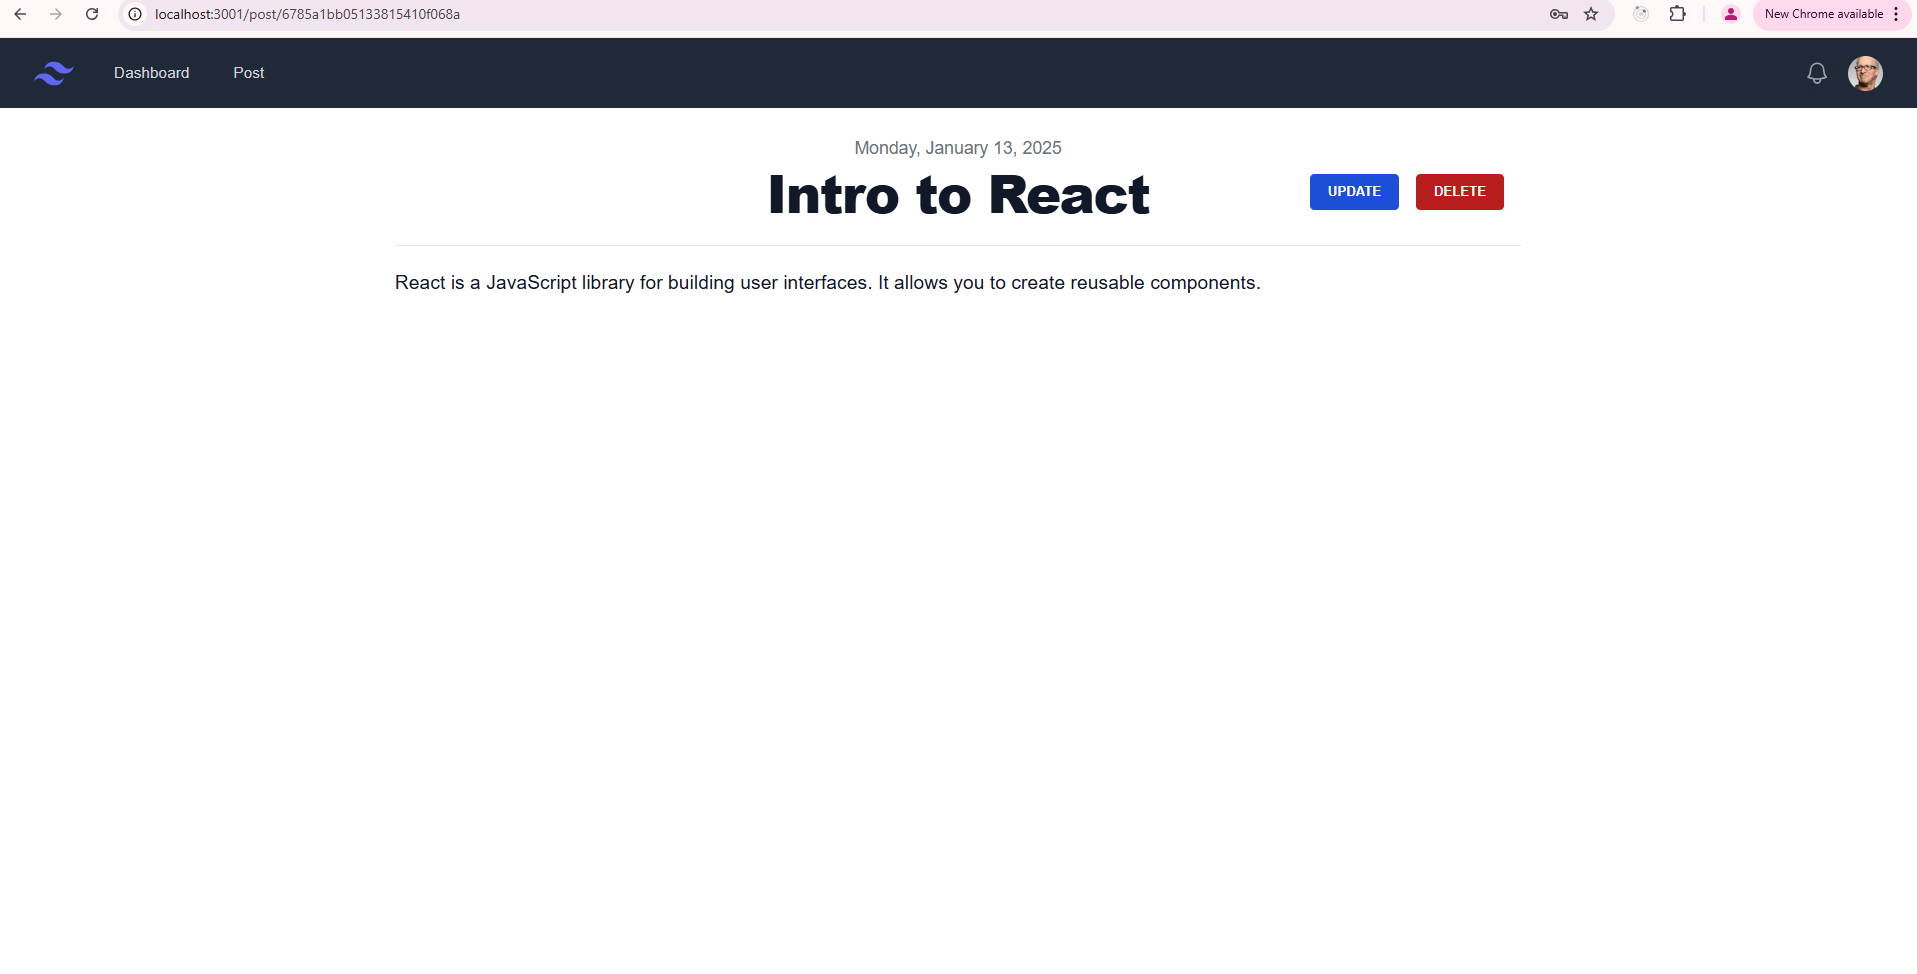 localhost:3001/post/6785a1bb05133815410f068a
New Chrome available
Dashboard
Post
Monday, January 13, 2025
Intro to React
UPDATE
DELETE
React is a JavaScript library for building user interfaces. It allows you to create reusable components.